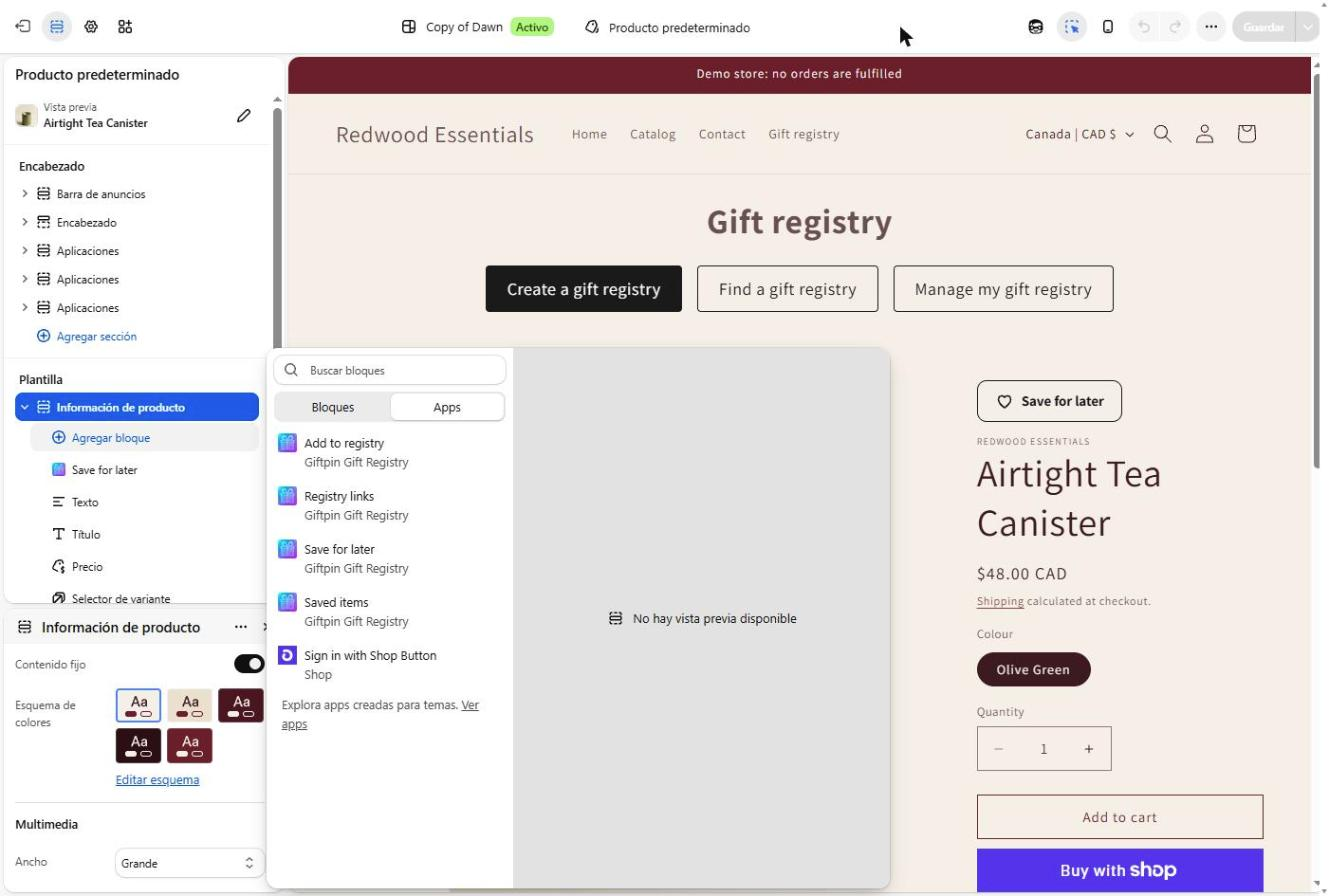 Copy of Dawn Activo
Producto predeterminado
Guardar
Producto predeterminado
Vista previa
Airtight Tea Canister
Encabezado
Barra de anuncios
Encabezado
Aplicaciones
Aplicaciones
Aplicaciones
Agregar sección
Plantilla
Información de producto
Agregar bloque
Save for later
Texto
Título
Precio
Selector de variante
Información de producto
Contenido fijo
Esquema de
colores
Aa Aa Aa
Aa Aa
Editar esquema
Multimedia
Ancho Grande
Buscar bloques
Bloques Apps
Add to registry
Giftpin Gift Registry
Registry links
Giftpin Gift Registry
Save for later
Giftpin Gift Registry
Saved items
Giftpin Gift Registry
Sign in with Shop Button
Shop
Explora apps creadas para temas. Ver
apps
No hay vista previa disponible
Demo store: no orders are fulfilled
Redwood Essentials Home Catalog Contact Gift registry Canada | CAD $
Gift registry
Create a gift registry Find a gift registry Manage my gift registry
Save for later
REDWOOD ESSENTIALS
Airtight Tea
Canister
$48.00 CAD
Shipping calculated at checkout.
Colour
Olive Green
Quantity
− 1 +
Add to cart
Buy with shop